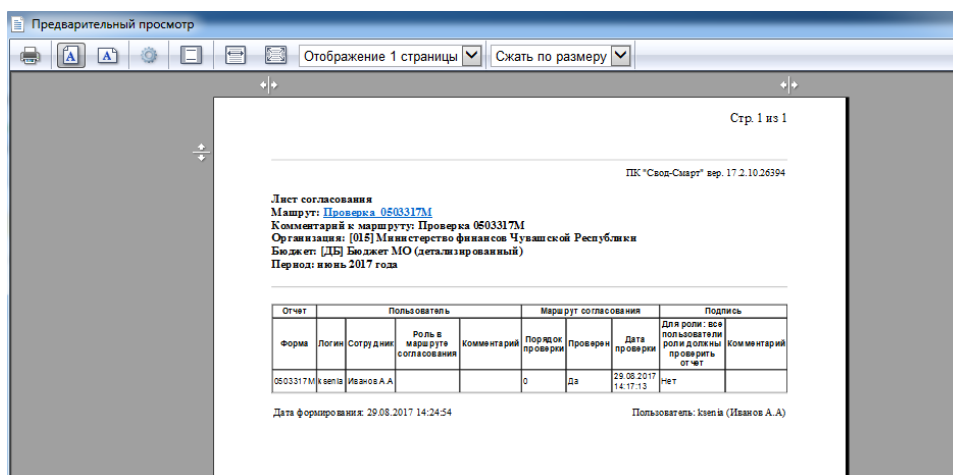 Предварительный просмотр
Отображение 1 страницы Сжать по размеру
Стр. 1 из 1
ПК "Свод-Смарт" вер. 17.2.10.26394
Лист согласования
Машрут: Проверка_0503317М
Комментарий к маршруту: Проверка 0503317М
Организация: [015] Министерство финансов Чувашской Республики
Бюджет: [ДБ] Бюджет МО (детализированный)
Период: июнь 2017 года
Отчет Пользователь Маршрут согласования Подпись
Форма Логин Сотрудник Роль в маршруте согласования Комментарий Порядок проверки Проверен Дата проверки Для роли: все пользователи роли должны проверить отчет Комментарий
0503317М ksenia Иванов А.А 0 Да 29.08.2017 14:17:13 Нет
Дата формирования: 29.08.2017 14:24:54 Пользователь: ksenia (Иванов А.А)